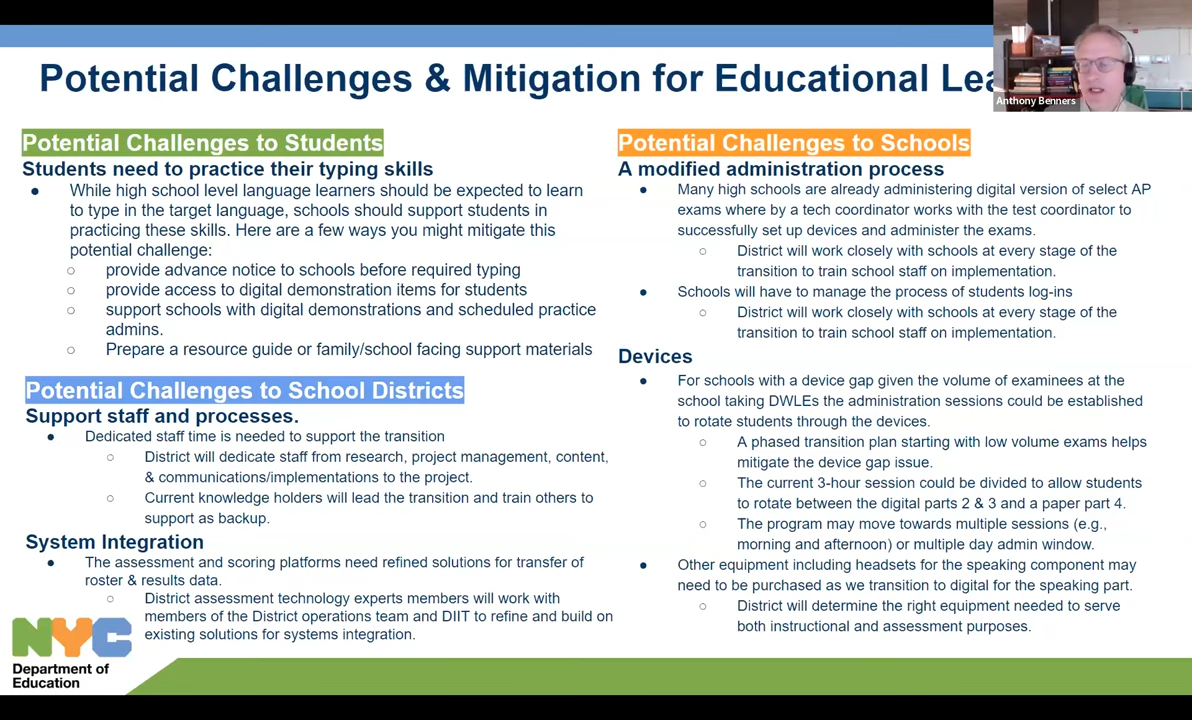 Potential Challenges & Mitigation for Educational Lea
Anthony Benners
Potential Challenges to Students
Students need to practice their typing skills
● While high school level language learners should be expected to learn
to type in the target language, schools should support students in
practicing these skills. Here are a few ways you might mitigate this
potential challenge:
○ provide advance notice to schools before required typing
○ provide access to digital demonstration items for students
○ support schools with digital demonstrations and scheduled practice
admins.
○ Prepare a resource guide or family/school facing support materials
Potential Challenges to School Districts
Support staff and processes.
● Dedicated staff time is needed to support the transition
○ District will dedicate staff from research, project management, content,
& communications/implementations to the project.
○ Current knowledge holders will lead the transition and train others to
support as backup.
System Integration
● The assessment and scoring platforms need refined solutions for transfer of
roster & results data.
○ District assessment technology experts members will work with
members of the District operations team and DIIT to refine and build on
existing solutions for systems integration.
Potential Challenges to Schools
A modified administration process
● Many high schools are already administering digital version of select AP
exams where by a tech coordinator works with the test coordinator to
successfully set up devices and administer the exams.
○ District will work closely with schools at every stage of the
transition to train school staff on implementation.
● Schools will have to manage the process of students log-ins
○ District will work closely with schools at every stage of the
transition to train school staff on implementation.
Devices
● For schools with a device gap given the volume of examinees at the
school taking DWLEs the administration sessions could be established
to rotate students through the devices.
○ A phased transition plan starting with low volume exams helps
mitigate the device gap issue.
○ The current 3-hour session could be divided to allow students
to rotate between the digital parts 2 & 3 and a paper part 4.
○ The program may move towards multiple sessions (e.g.,
morning and afternoon) or multiple day admin window.
● Other equipment including headsets for the speaking component may
need to be purchased as we transition to digital for the speaking part.
○ District will determine the right equipment needed to serve
both instructional and assessment purposes.
NYC
Department of
Education